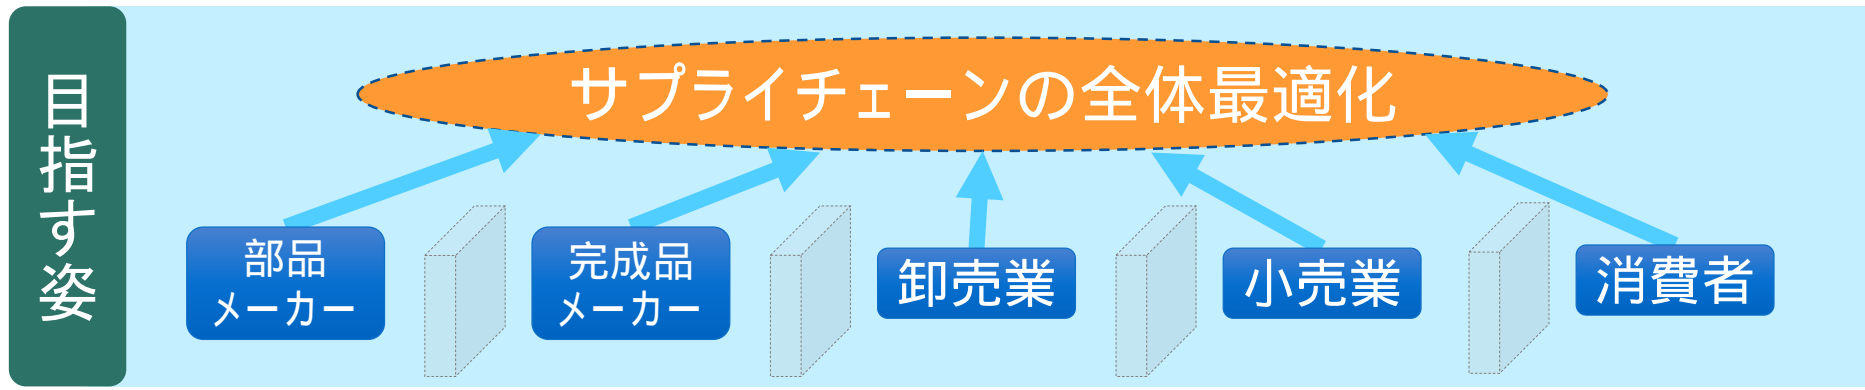 目指す姿
サプライチェーンの全体最適化
部品
メーカー
完成品
メーカー
卸売業
小売業
消費者